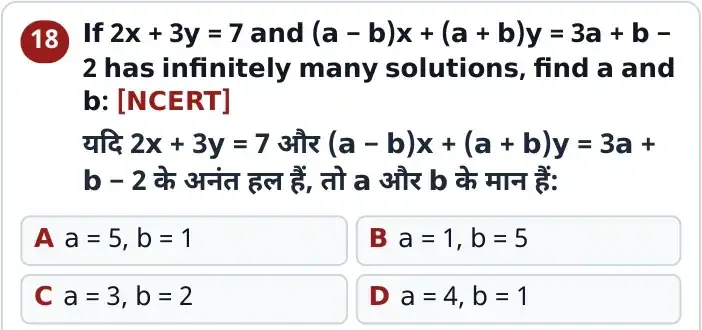 18 If 2x + 3y = 7 and (a − b)x + (a + b)y = 3a + b −
2 has infinitely many solutions, find a and
b: [NCERT]
यदि 2x + 3y = 7 और (a − b)x + (a + b)y = 3a +
b − 2 के अनंत हल हैं, तो a और b के मान हैं:
A a = 5, b = 1
B a = 1, b = 5
C a = 3, b = 2
D a = 4, b = 1